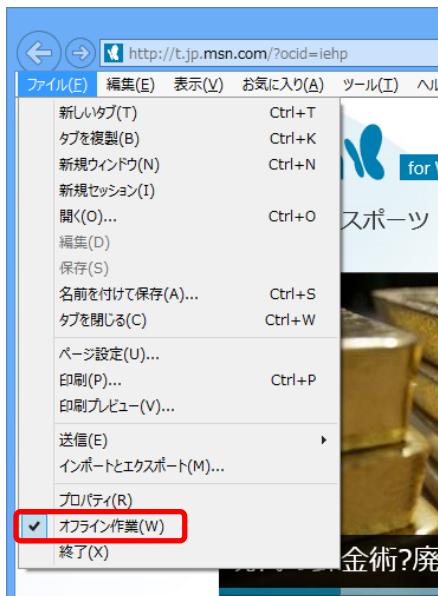 http://t.jp.msn.com/?ocid=iehp
ファイル(F) 編集(E) 表示(V) お気に入り(A) ツール(T)
新しいタブ(T) Ctrl+T
タブを複製(B) Ctrl+K
新規ウィンドウ(N) Ctrl+N
新規セッション(I)
開く(O)... Ctrl+O
編集(D)
保存(S)
名前を付けて保存(A)... Ctrl+S
タブを閉じる(C) Ctrl+W
ページ設定(U)...
印刷(P)... Ctrl+P
印刷プレビュー(V)...
送信(E)
インポートとエクスポート(M)...
プロパティ(R)
オフライン作業(W)
終了(X)
for
スポーツ
金術?廃